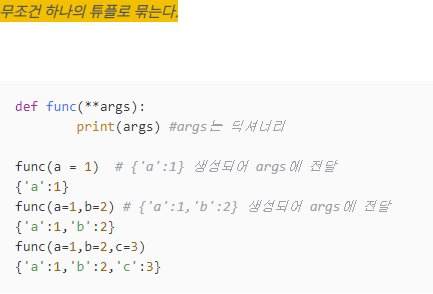 무조건 하나의 튜플로 묶는다.
def func(**args):
        print(args) #args는 딕셔너리
func(a = 1)  # {'a':1} 생성되어 args에 전달
{'a':1}
func(a=1,b=2) # {'a':1,'b':2} 생성되어 args에 전달
{'a':1,'b':2}
func(a=1,b=2,c=3)
{'a':1,'b':2,'c':3}